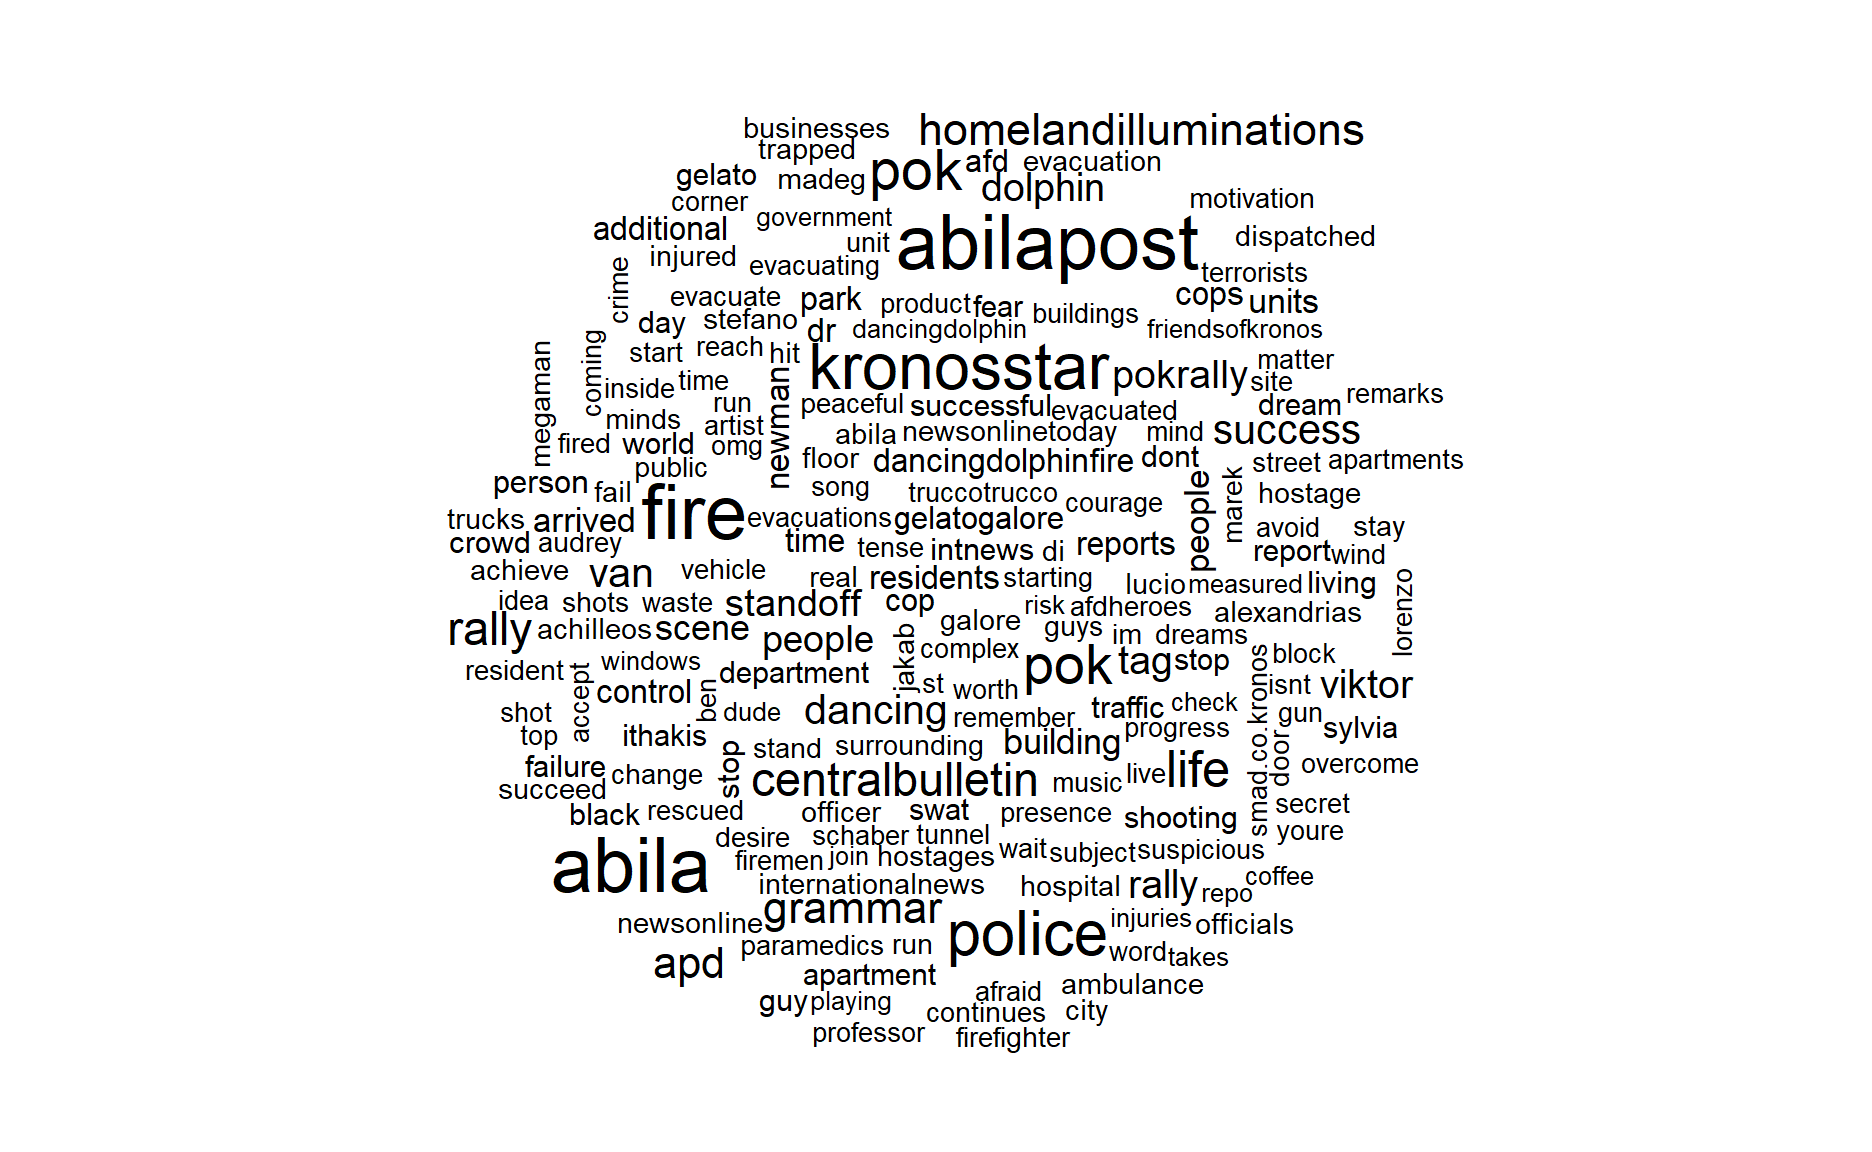 businesses homelandilluminations
trapped
pok afd evacuation
gelato madeg dolphin
corner motivation
government
additional unit abilapost dispatched
injured evacuating terrorists
crime evacuate park product fear buildings cops units
day stefano dr dancingdolphin friendsofkronos
coming start reach hit kronosstar pokrally matter
megaman inside time newman site remarks
minds run artist peaceful successful evacuated dream
fired world omg abila newsonlinetoday mind success
public floor dancingdolphinfire dont street apartments
person fail fire song truccotrucco courage people marek hostage
trucks arrived evacuations gelatogalore avoid stay
crowd audrey time tense intnews di reports report wind
achieve van vehicle real residents starting lucio measured living lorenzo
idea shots waste standoff cop risk afdheroes alexandrias
rally achilleos scene people galore guys im dreams
resident windows department jakab complex pok tag stop block
accept control ben st worth smad.co.kronos isnt viktor
shot dude dancing remember traffic check gun
top ithakis stop stand surrounding building progress door sylvia
failure change centralbulletin music live life overcome
succeed
black rescued officer swat presence shooting secret
desire schaber tunnel youre
abila firemen join hostages wait subject suspicious
internationalnews hospital rally repo coffee
newsonline grammar police injuries officials
apd paramedics run word takes
apartment
guy playing afraid ambulance
continues city
professor firefighter